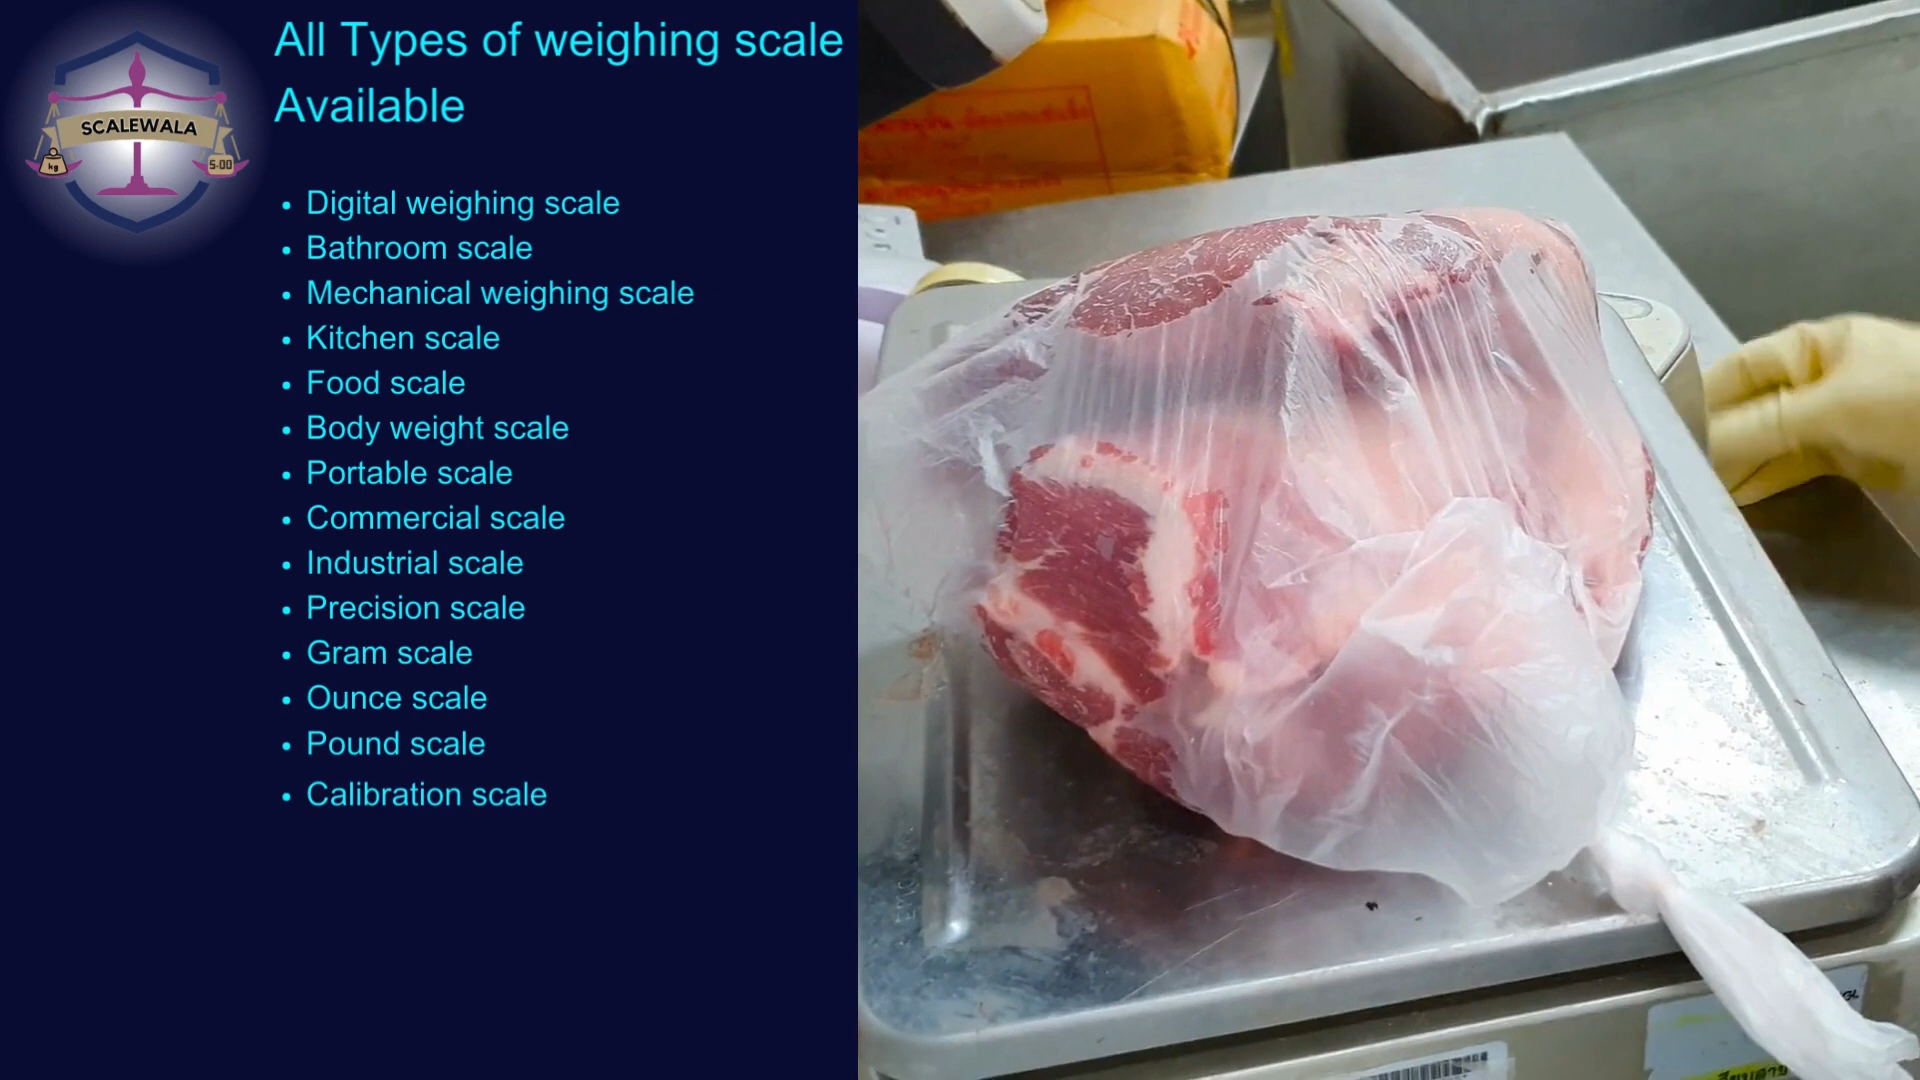 SCALEWALA
kg
5-00
All Types of weighing scale
Available
Digital weighing scale
Bathroom scale
Mechanical weighing scale
Kitchen scale
Food scale
Body weight scale
Portable scale
Commercial scale
Industrial scale
Precision scale
Gram scale
Ounce scale
Pound scale
Calibration scale